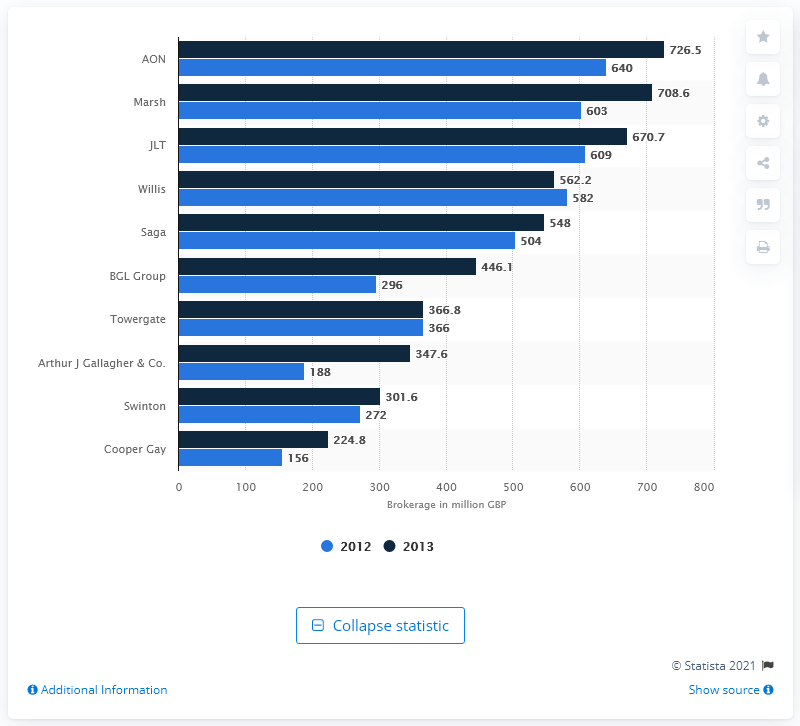 AON 726.5
640
Marsh 708.6
603
JLT 670.7
609
Willis 562.2
582
Saga 548
504
BGL Group 446.1
296
Towergate 366.8
366
Arthur J Gallagher & Co. 347.6
188
Swinton 301.6
272
Cooper Gay 224.8
156
0 100 200 300 400 500 600 700 800
Brokerage in million GBP
2012 2013
Collapse statistic
© Statista 2021
Additional Information
Show source